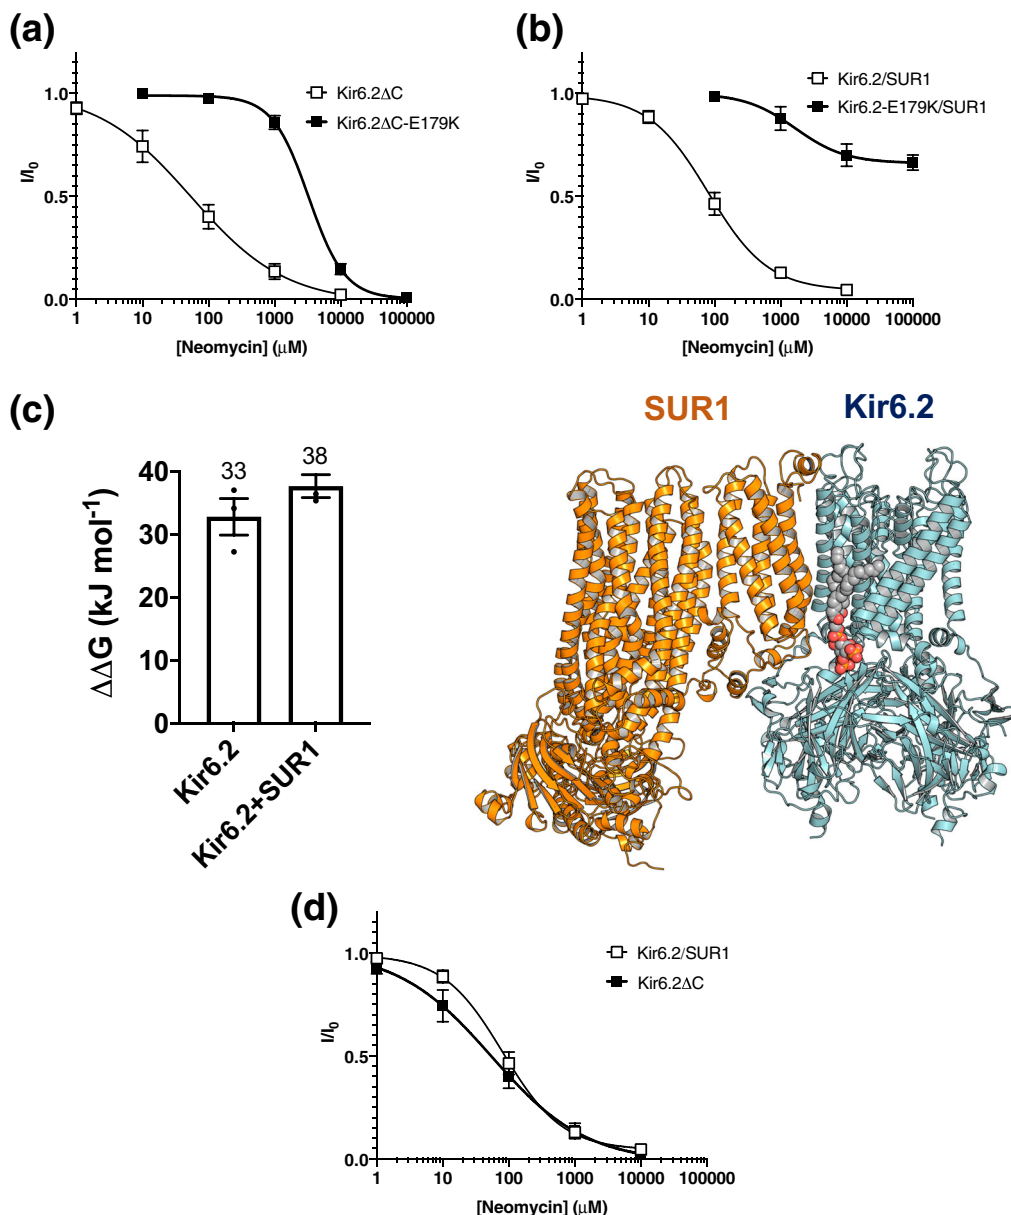 (a)
Kir6.2ΔC
Kir6.2ΔC-E179K
1.0
0.5
0.0
I/I0
1 10 100 1000 10000 100000
[Neomycin] (μM)
(b)
Kir6.2/SUR1
Kir6.2-E179K/SUR1
1.0
0.5
0.0
I/I0
1 10 100 1000 10000 100000
[Neomycin] (μM)
(c)
33 38
40
30
20
10
0
ΔΔG (kJ mol-1)
Kir6.2
Kir6.2+SUR1
SUR1 Kir6.2
(d)
Kir6.2/SUR1
Kir6.2ΔC
1.0
0.5
0.0
I/I0
1 10 100 1000 10000 100000
[Neomycin] (μM)